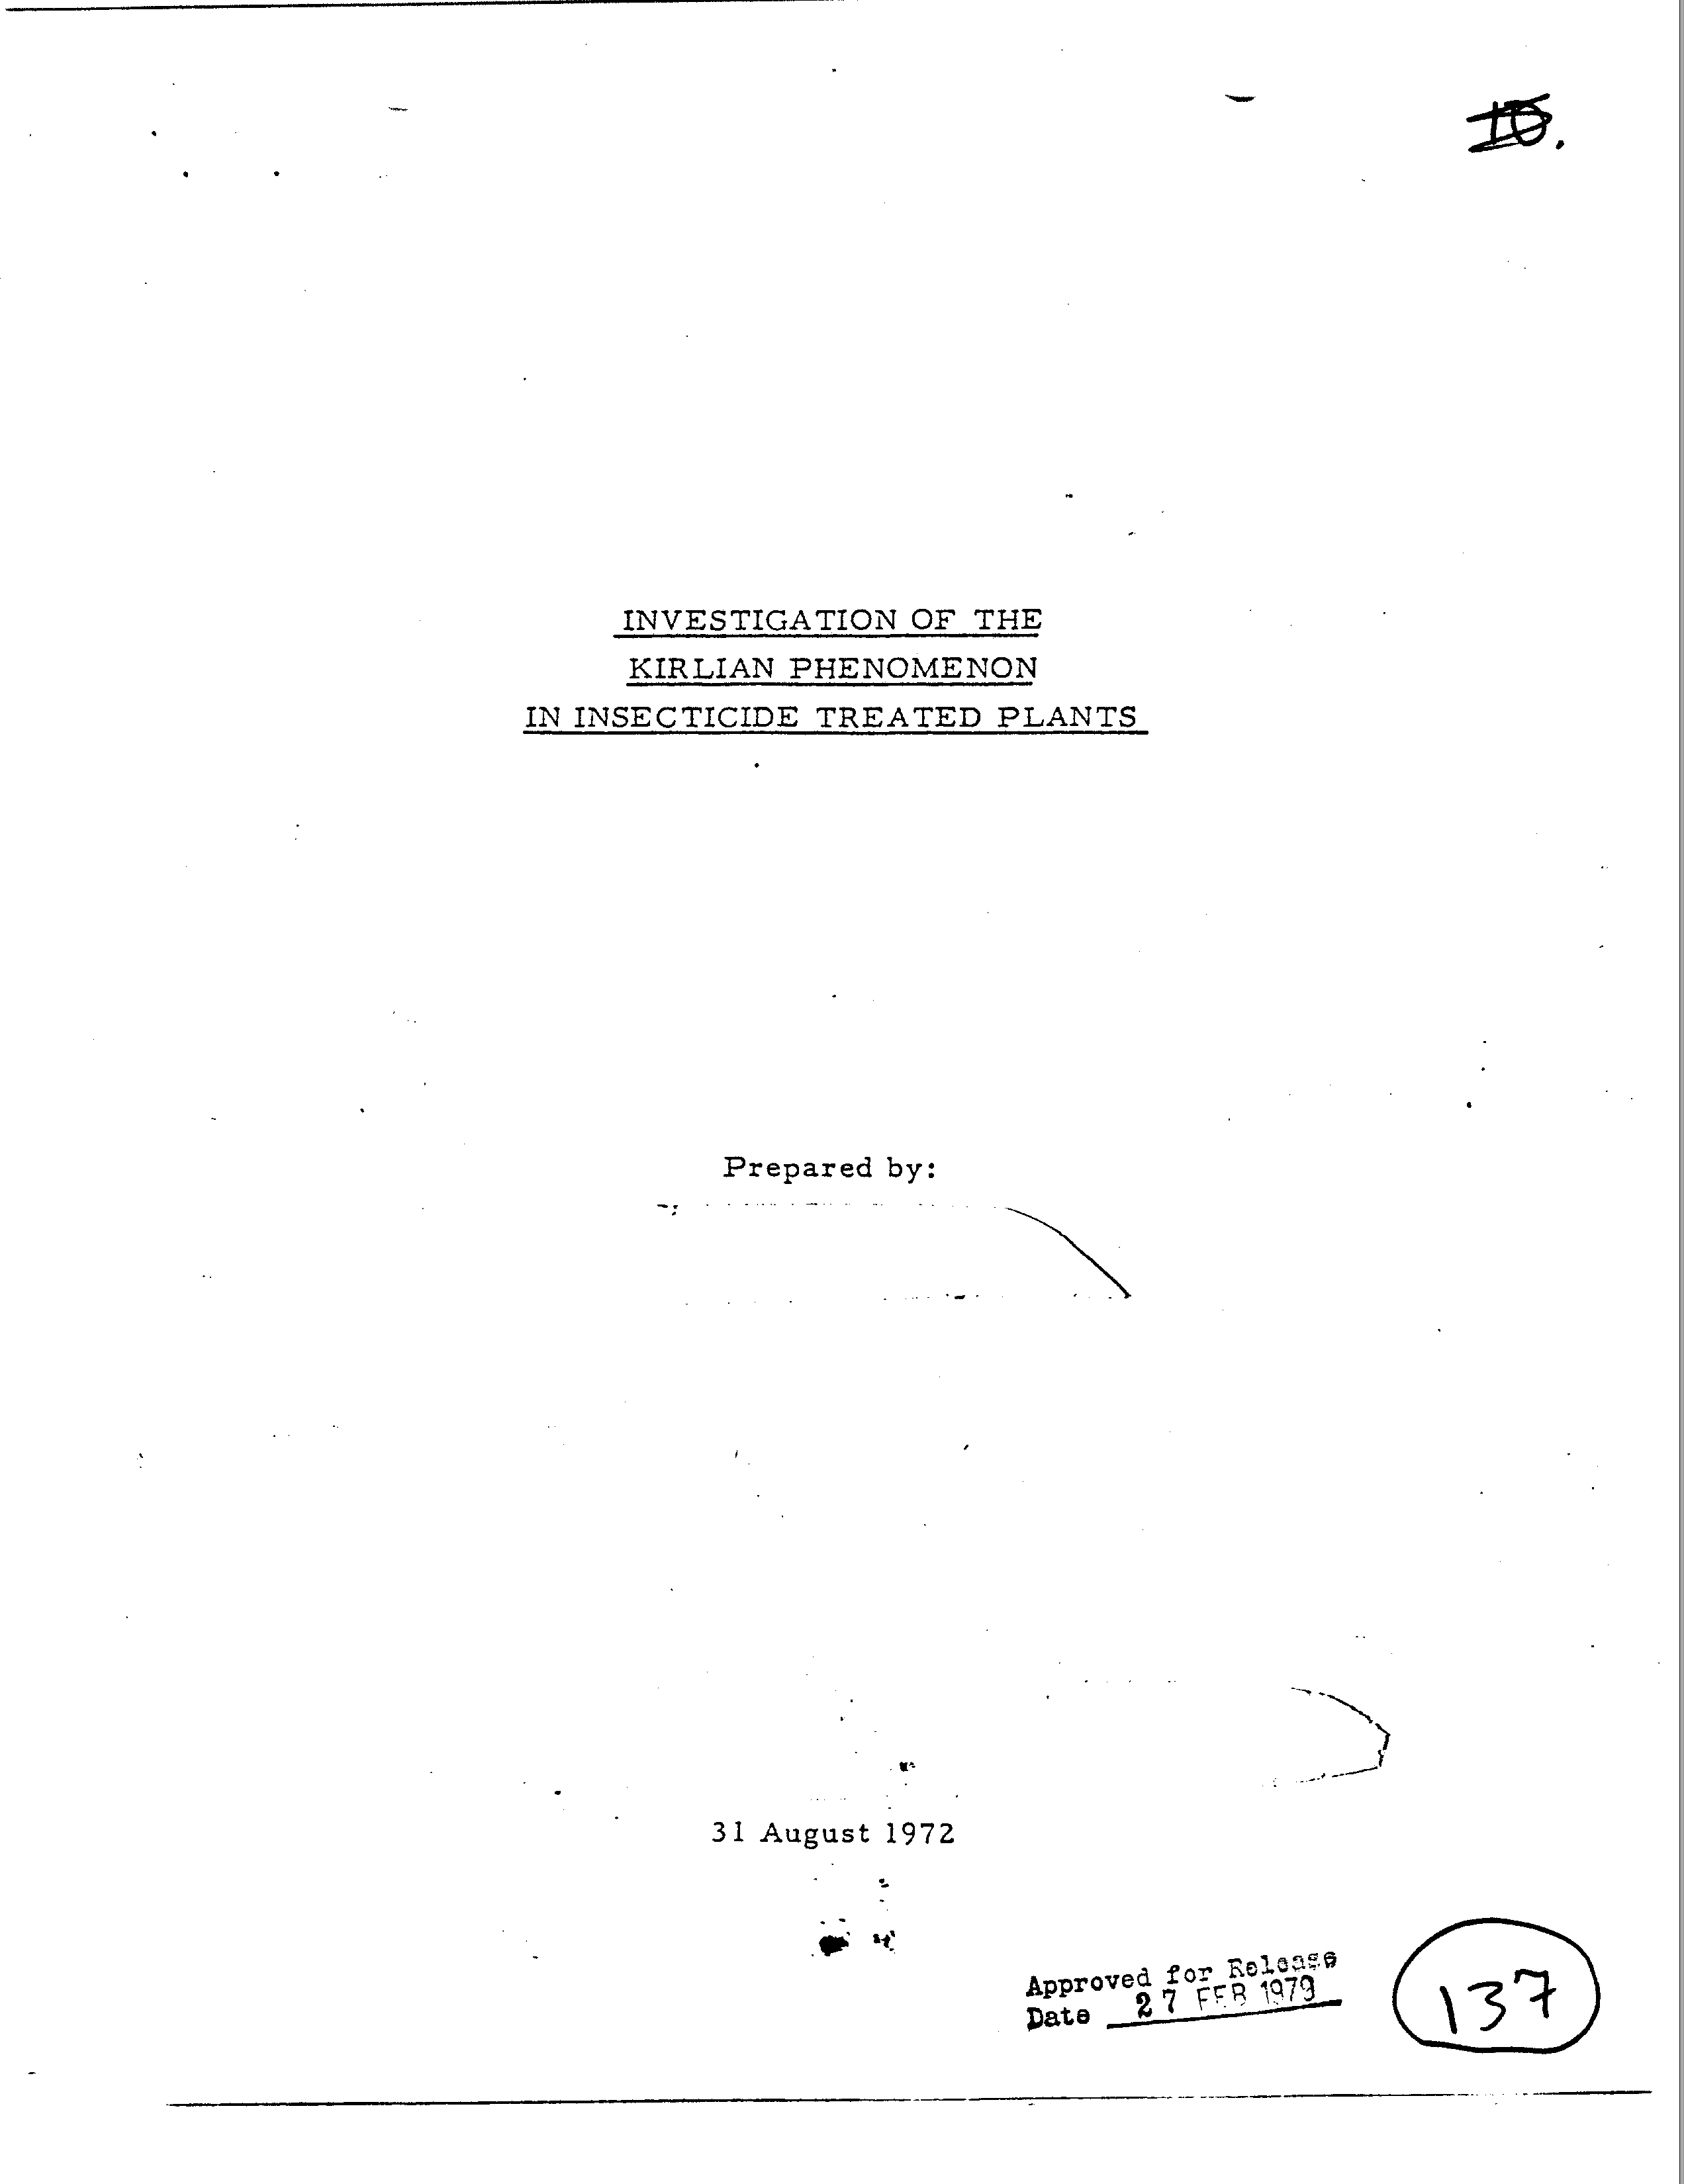 10.
INVESTIGATION OF THE
KIRLIAN PHENOMENON
IN INSECTICIDE TREATED PLANTS
Prepared by:
31 August 1972
Approved for Release
Date 27 FEB 1979
137